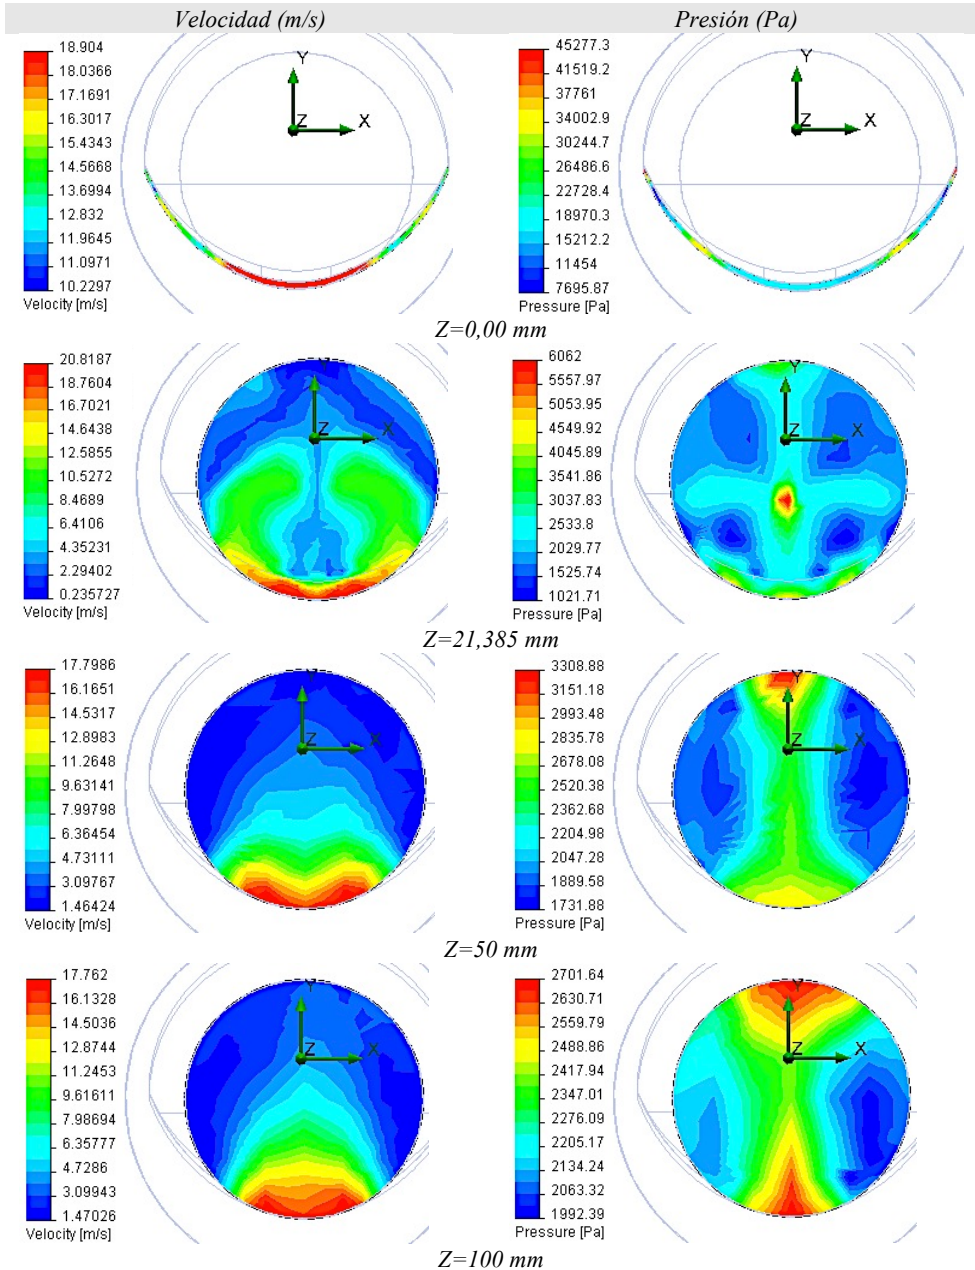 Velocidad (m/s) Presión (Pa)
18.904
18.0366
17.1691
16.3017
15.4343
14.5668
13.6994
12.832
11.9645
11.0971
10.2297
Velocity [m/s]
Y
X
Z
45277.3
41519.2
37761
34002.9
30244.7
26486.6
22728.4
18970.3
15212.2
11454
7695.87
Pressure [Pa]
Y
X
Z
Z=0,00 mm
20.8187
18.7604
16.7021
14.6438
12.5855
10.5272
8.4689
6.4106
4.35231
2.29402
0.235727
Velocity [m/s]
Y
X
Z
6062
5557.97
5053.95
4549.92
4045.89
3541.86
3037.83
2533.8
2029.77
1525.74
1021.71
Pressure [Pa]
Y
X
Z
Z=21,385 mm
17.7986
16.1651
14.5317
12.8983
11.2648
9.63141
7.99798
6.36454
4.73111
3.09767
1.46424
Velocity [m/s]
Y
X
Z
3308.88
3151.18
2993.48
2835.78
2678.08
2520.38
2362.68
2204.98
2047.28
1889.58
1731.88
Pressure [Pa]
Y
X
Z
Z=50 mm
17.762
16.1328
14.5036
12.8744
11.2453
9.61611
7.98694
6.35777
4.7286
3.09943
1.47026
Velocity [m/s]
Y
X
Z
2701.64
2630.71
2559.79
2488.86
2417.94
2347.01
2276.09
2205.17
2134.24
2063.32
1992.39
Pressure [Pa]
Y
X
Z
Z=100 mm